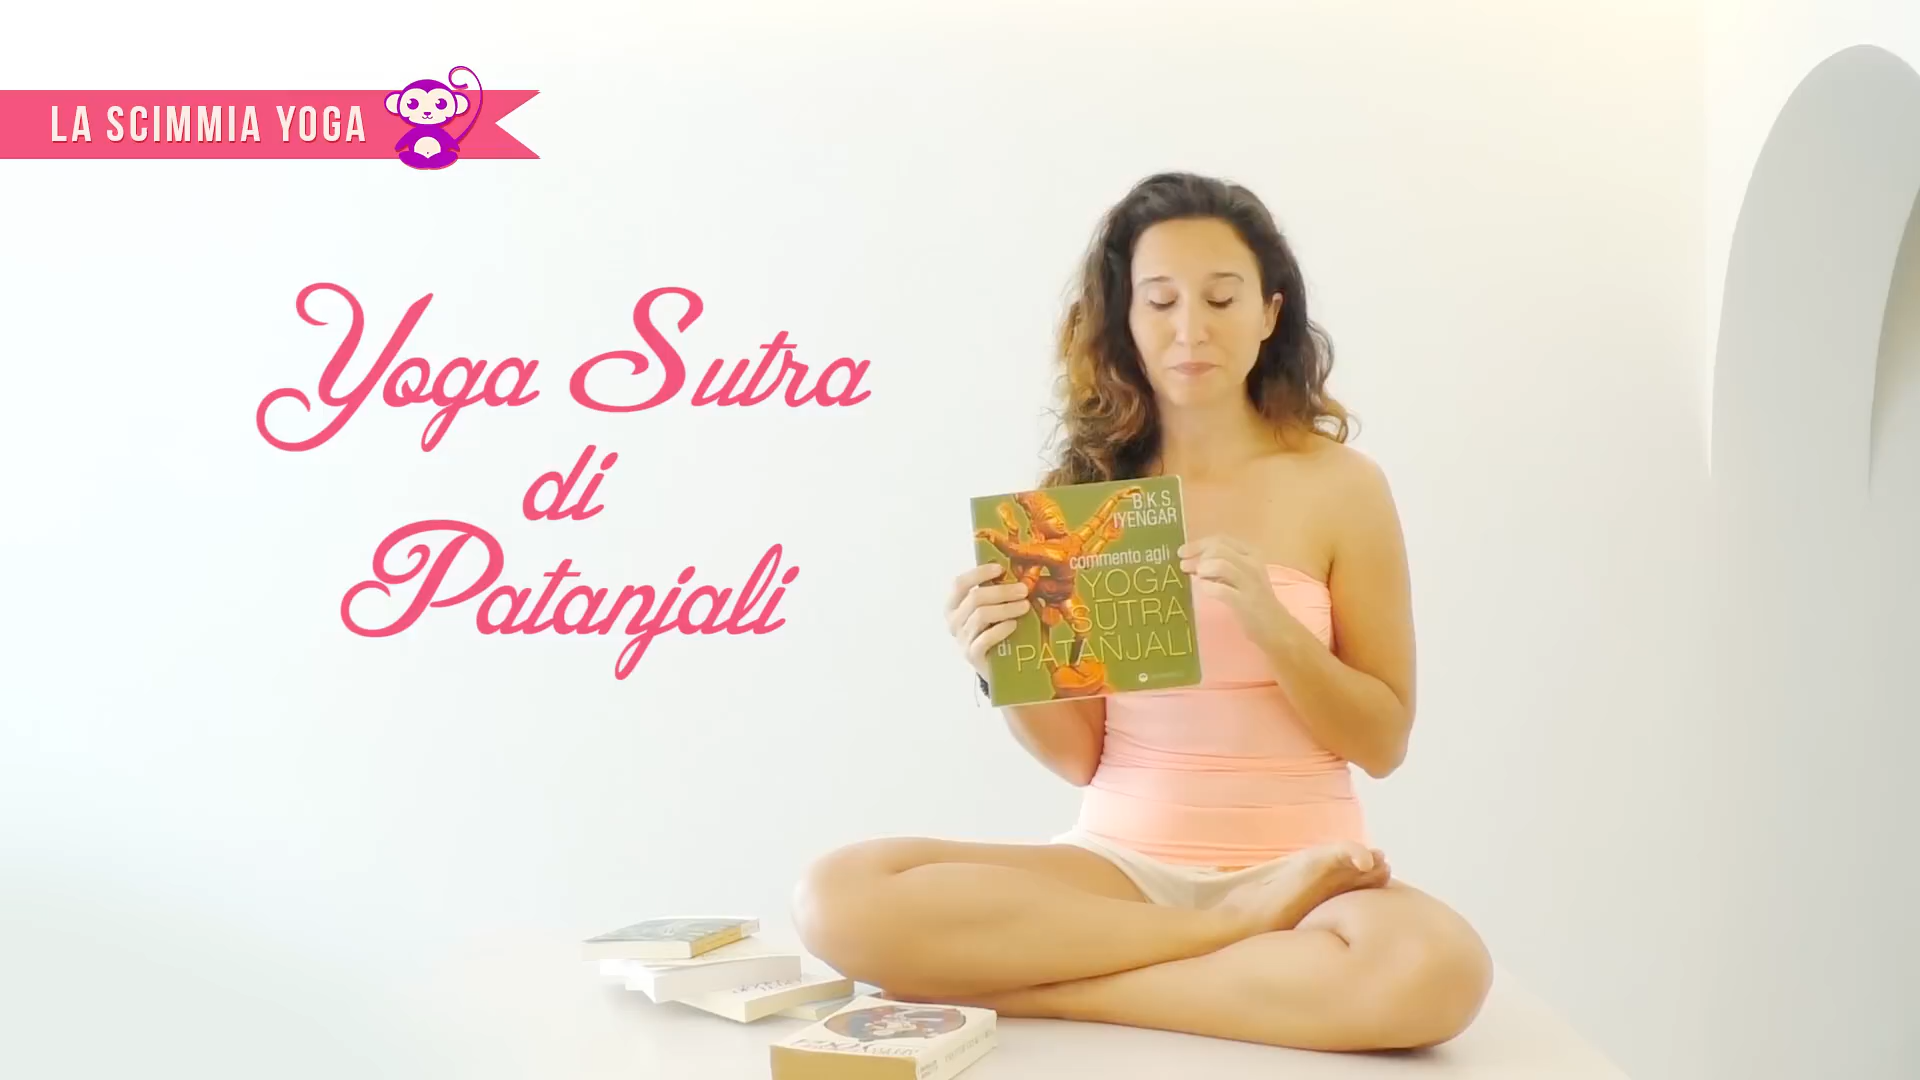 LA SCIMMIA YOGA
Yoga Sutra
di
Patanjali
B.K.S.
IYENGAR
commento agli
YOGA
SŪTRA
di PATAÑJALI